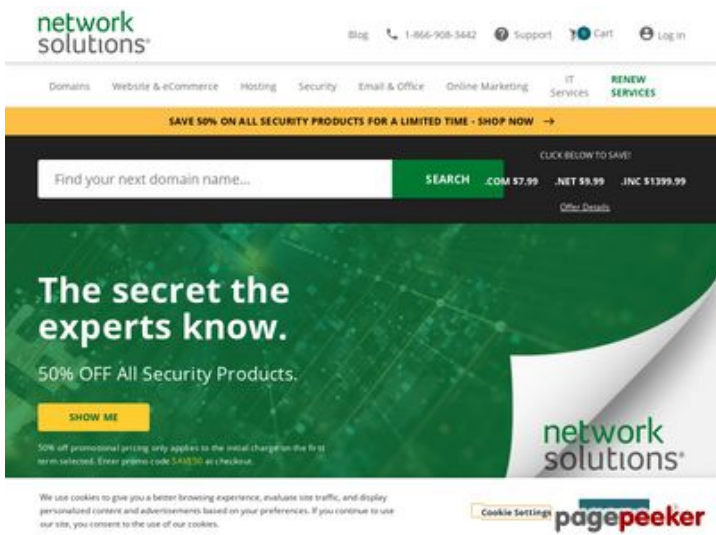 network
solutions®
Blog
1-866-908-3442
Support
Cart
Log In
Domains
Website & eCommerce
Hosting
Security
Email & Office
Online Marketing
IT
Services
RENEW
SERVICES
SAVE 50% ON ALL SECURITY PRODUCTS FOR A LIMITED TIME - SHOP NOW →
CLICK BELOW TO SAVE!
Find your next domain name...
SEARCH
.COM $7.99
.NET $9.99
.INC $1399.99
Offer Details
The secret the
experts know.
50% OFF All Security Products.
SHOW ME
50% off promotional pricing only applies to the initial charge on the first
term selected. Enter promo code SAVE50 at checkout.
network
solutions®
We use cookies to give you a better browsing experience, evaluate site traffic, and display
personalized content and advertisements based on your preferences. If you continue to use
our site, you consent to the use of our cookies.
Cookie Settings
pagepeeker